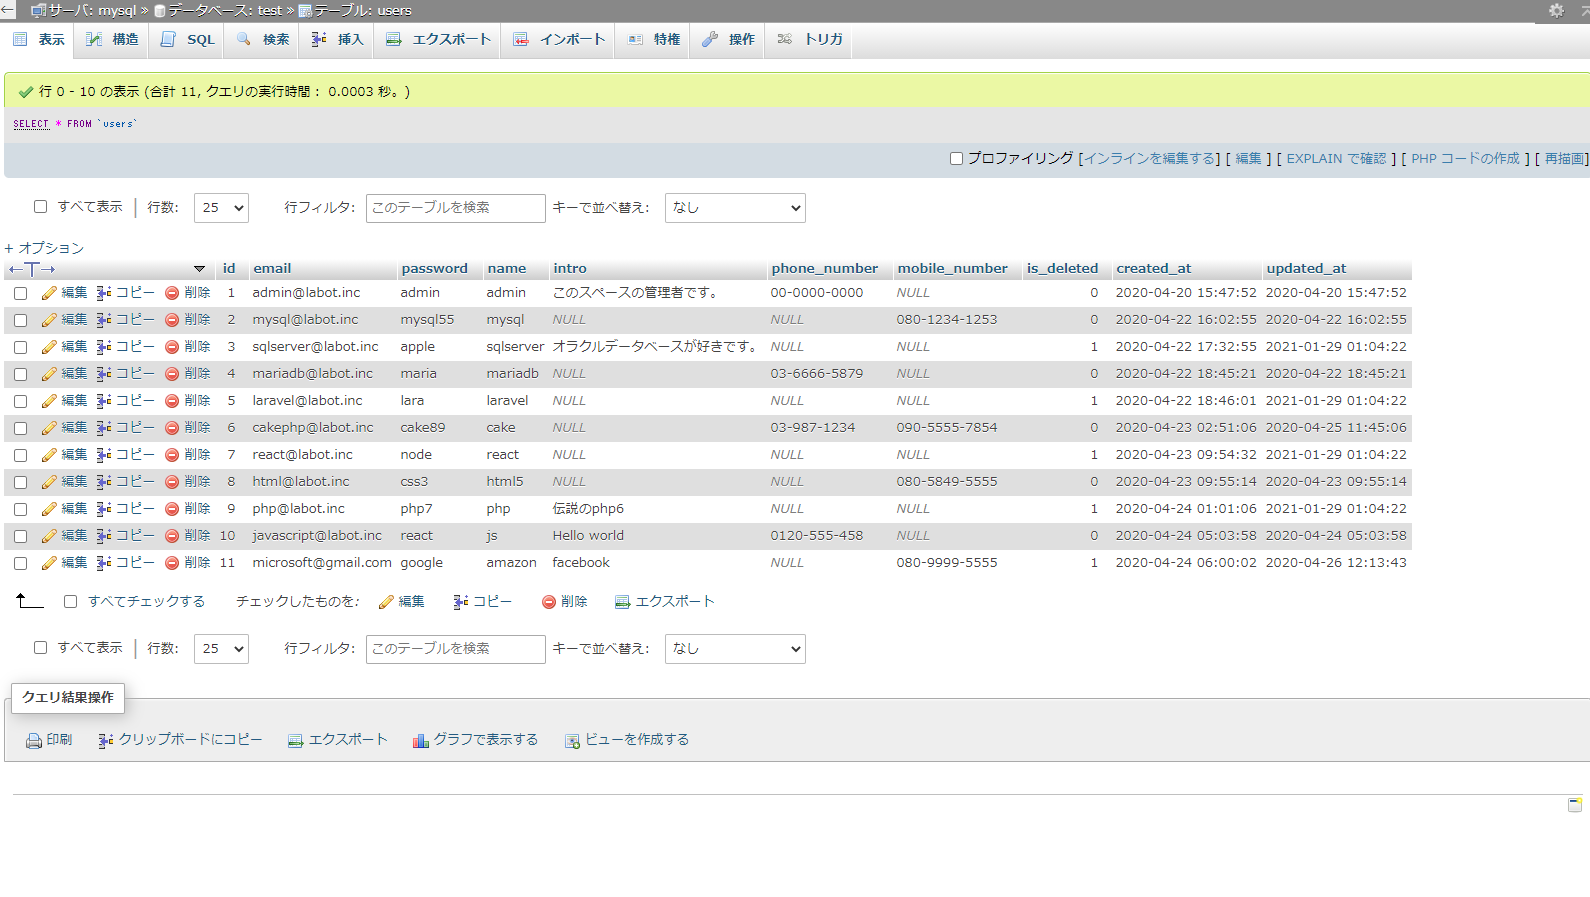 サーバ: mysql » データベース: test » テーブル: users
表示 構造 SQL 検索 挿入 エクスポート インポート 特権 操作 トリガ
行 0 - 10 の表示 (合計 11, クエリの実行時間： 0.0003 秒。)
SELECT * FROM `users`
プロファイリング [インラインを編集する] [ 編集 ] [ EXPLAIN で確認 ] [ PHP コードの作成 ] [ 再描画]
すべて表示 | 行数: 25 行フィルタ: このテーブルを検索 キーで並べ替え: なし
+ オプション
←T→ ▼ id email password name intro phone_number mobile_number is_deleted created_at updated_at
編集 コピー 削除 1 admin@labot.inc admin admin このスペースの管理者です。 00-0000-0000 NULL 0 2020-04-20 15:47:52 2020-04-20 15:47:52
編集 コピー 削除 2 mysql@labot.inc mysql55 mysql NULL NULL 080-1234-1253 0 2020-04-22 16:02:55 2020-04-22 16:02:55
編集 コピー 削除 3 sqlserver@labot.inc apple sqlserver オラクルデータベースが好きです。 NULL NULL 1 2020-04-22 17:32:55 2021-01-29 01:04:22
編集 コピー 削除 4 mariadb@labot.inc maria mariadb NULL 03-6666-5879 NULL 0 2020-04-22 18:45:21 2020-04-22 18:45:21
編集 コピー 削除 5 laravel@labot.inc lara laravel NULL NULL NULL 1 2020-04-22 18:46:01 2021-01-29 01:04:22
編集 コピー 削除 6 cakephp@labot.inc cake89 cake NULL 03-987-1234 090-5555-7854 0 2020-04-23 02:51:06 2020-04-25 11:45:06
編集 コピー 削除 7 react@labot.inc node react NULL NULL NULL 1 2020-04-23 09:54:32 2021-01-29 01:04:22
編集 コピー 削除 8 html@labot.inc css3 html5 NULL NULL 080-5849-5555 0 2020-04-23 09:55:14 2020-04-23 09:55:14
編集 コピー 削除 9 php@labot.inc php7 php 伝説のphp6 NULL NULL 1 2020-04-24 01:01:06 2021-01-29 01:04:22
編集 コピー 削除 10 javascript@labot.inc react js Hello world 0120-555-458 NULL 0 2020-04-24 05:03:58 2020-04-24 05:03:58
編集 コピー 削除 11 microsoft@gmail.com google amazon facebook NULL 080-9999-5555 1 2020-04-24 06:00:02 2020-04-26 12:13:43
すべてチェックする チェックしたものを: 編集 コピー 削除 エクスポート
すべて表示 | 行数: 25 行フィルタ: このテーブルを検索 キーで並べ替え: なし
クエリ結果操作
印刷 クリップボードにコピー エクスポート グラフで表示する ビューを作成する